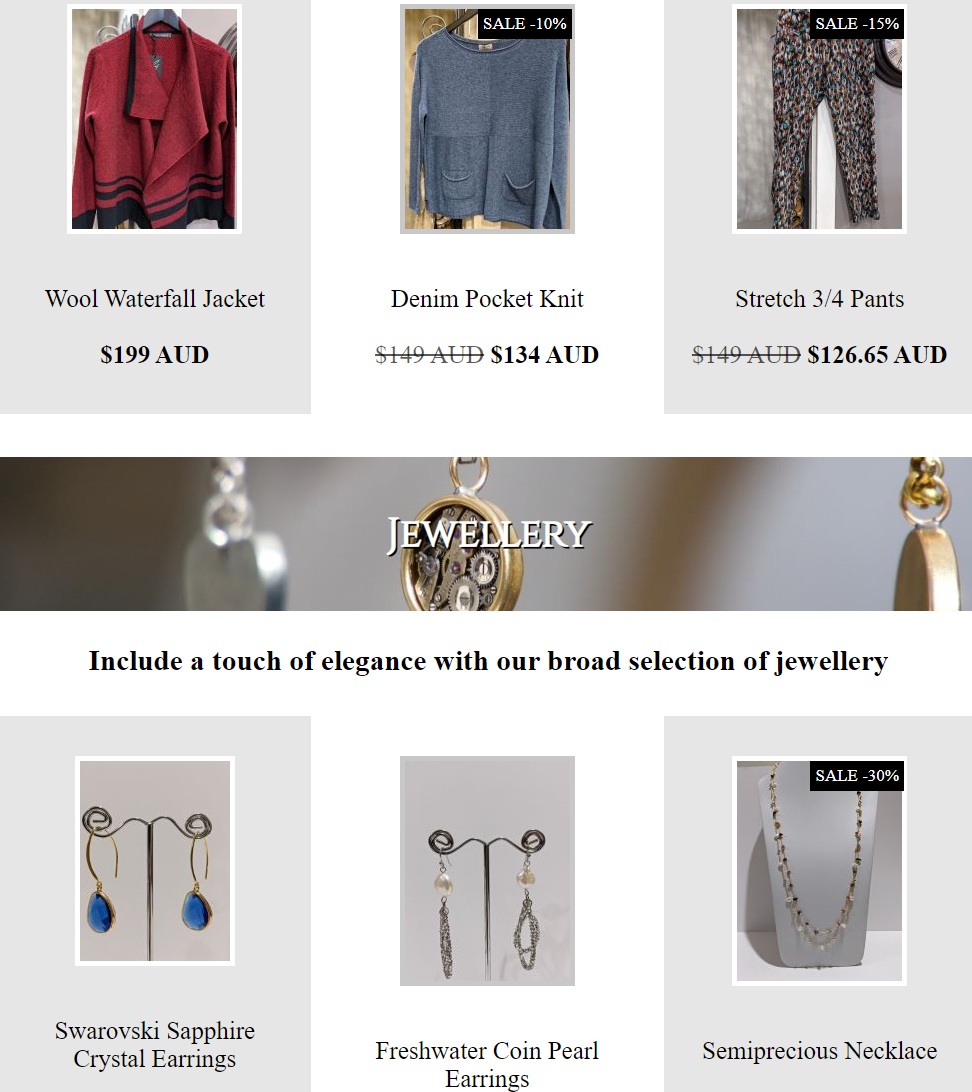 SALE -10%
SALE -15%
Wool Waterfall Jacket
Denim Pocket Knit
Stretch 3/4 Pants
$199 AUD
$149 AUD $134 AUD
$149 AUD $126.65 AUD
Jewellery
Include a touch of elegance with our broad selection of jewellery
SALE -30%
Swarovski Sapphire
Crystal Earrings
Freshwater Coin Pearl
Earrings
Semiprecious Necklace